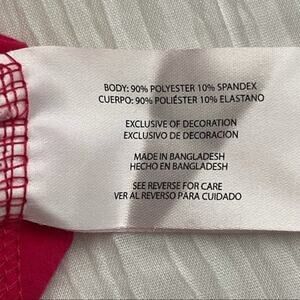 BODY: 90% POLYESTER 10% SPANDEX
CUERPO: 90% POLIÉSTER 10% ELASTANO
EXCLUSIVE OF DECORATION
EXCLUSIVO DE DECORACION
MADE IN BANGLADESH
HECHO EN BANGLADESH
SEE REVERSE FOR CARE
VER AL REVERSO PARA CUIDADO